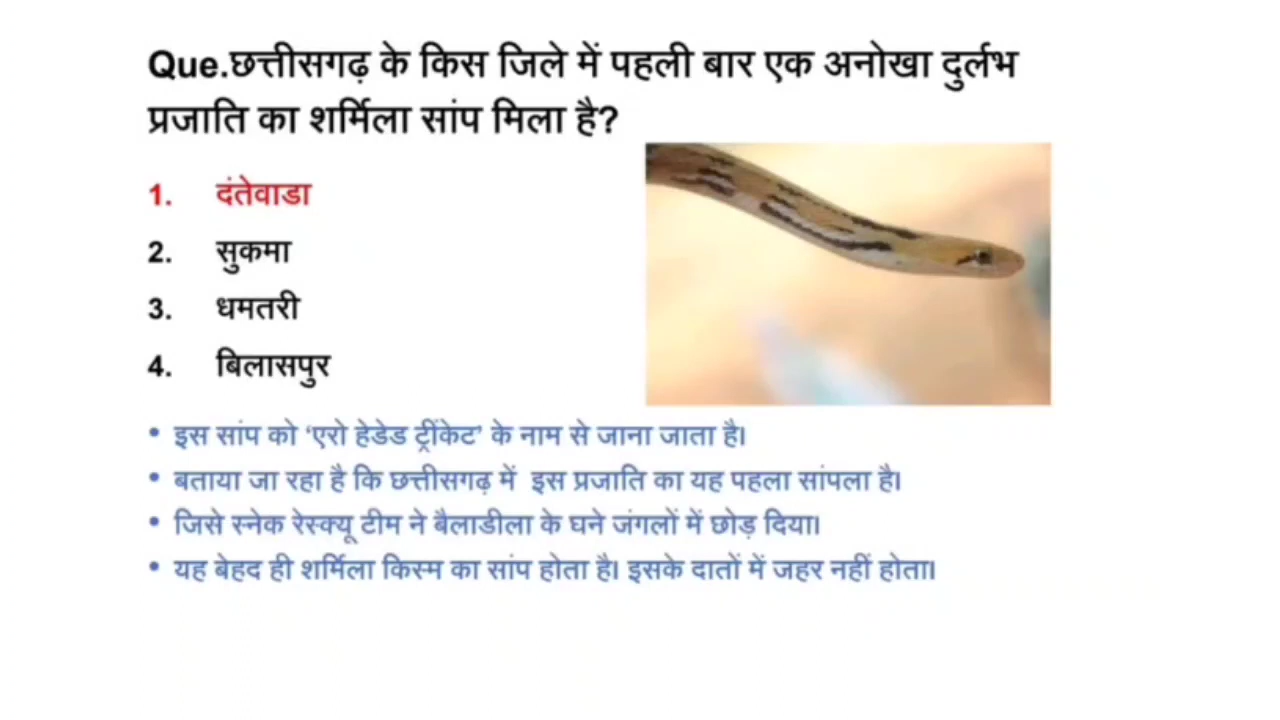 Que.छत्तीसगढ़ के किस जिले में पहली बार एक अनोखा दुर्लभ
प्रजाति का शर्मिला सांप मिला है?
1. दंतेवाडा
2. सुकमा
3. धमतरी
4. बिलासपुर
• इस सांप को ‘एरो हेडेड ट्रींकेट’ के नाम से जाना जाता है।
• बताया जा रहा है कि छत्तीसगढ़ में इस प्रजाति का यह पहला सांपला है।
• जिसे स्नेक रेस्क्यू टीम ने बैलाडीला के घने जंगलों में छोड़ दिया।
• यह बेहद ही शर्मिला किस्म का सांप होता है। इसके दातों में जहर नहीं होता।